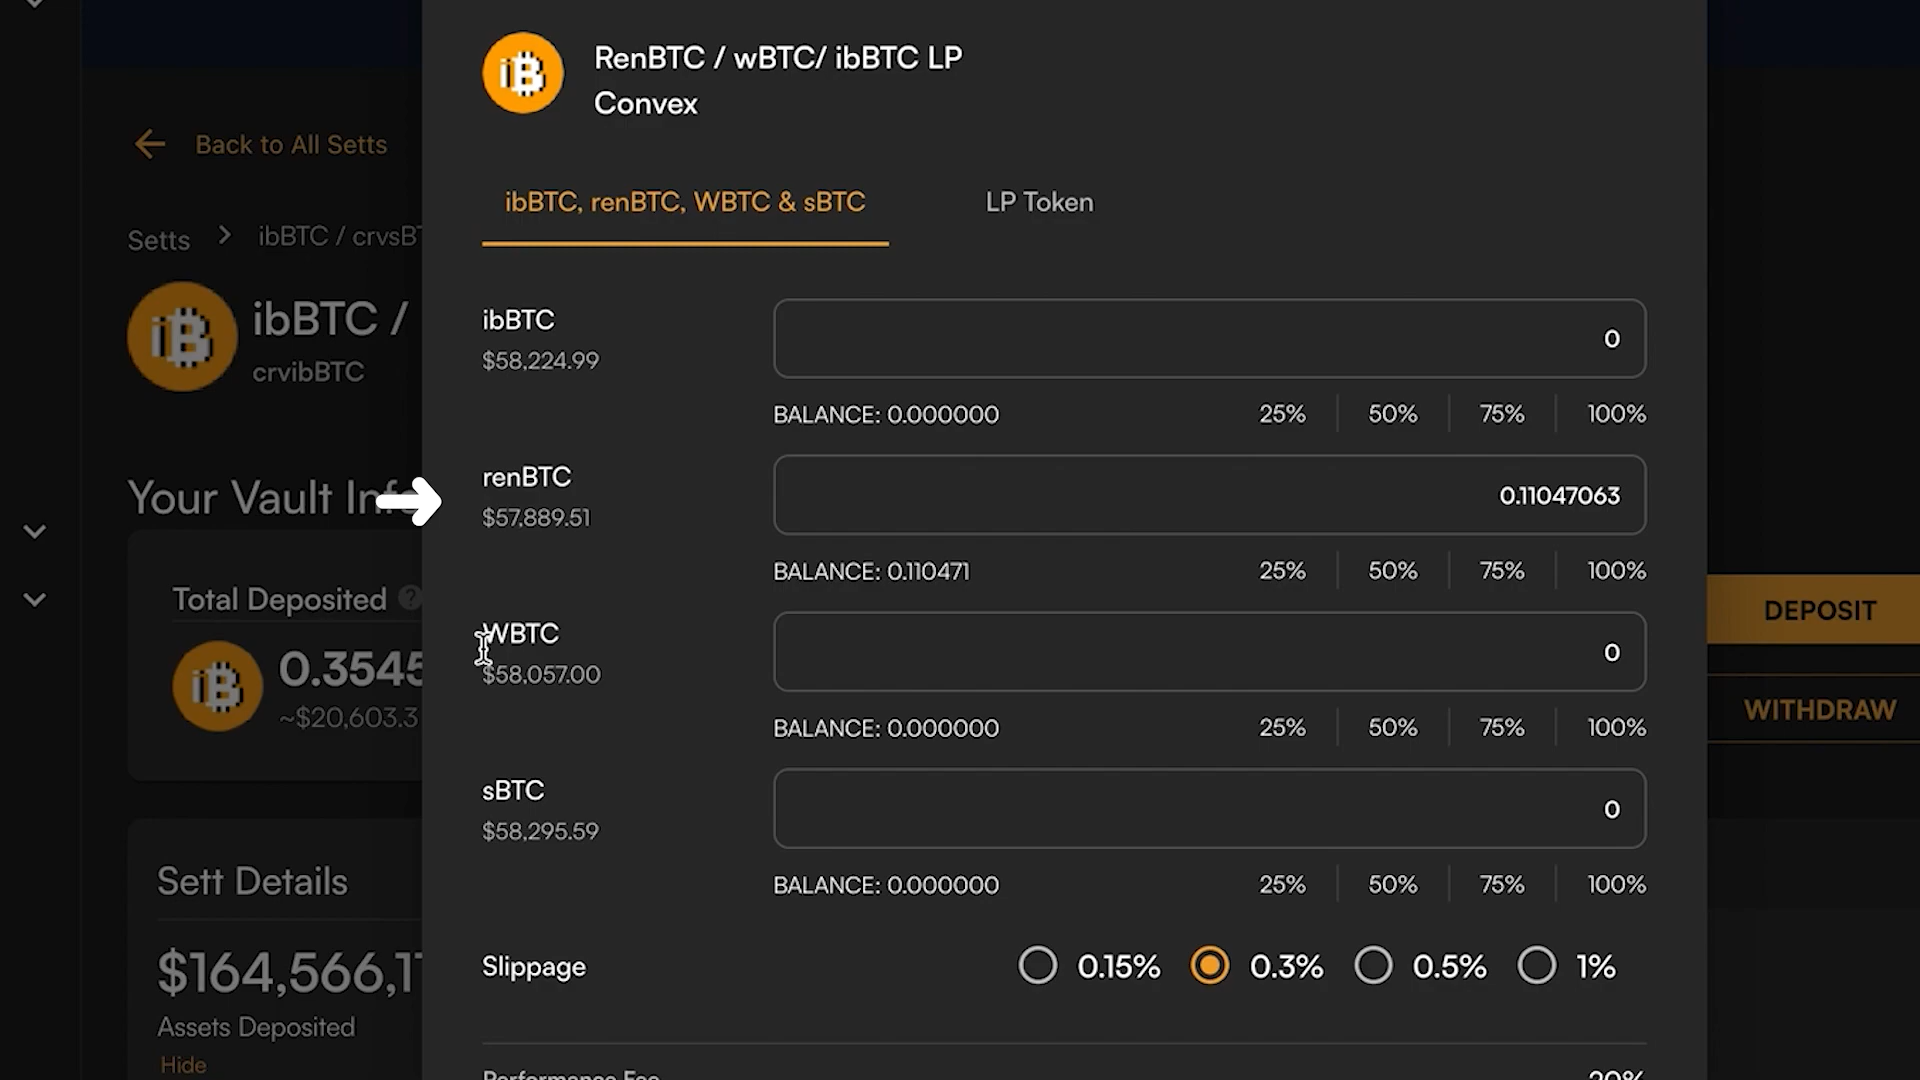 RenBTC / wBTC/ ibBTC LP
Convex
Back to All Setts
ibBTC, renBTC, WBTC & sBTC
LP Token
Setts > ibBTC / crvsBT
ibBTC /
crvibBTC
ibBTC
$58,224.99
0
BALANCE: 0.000000
25% 50% 75% 100%
Your Vault Info
renBTC
$57,889.51
0.11047063
BALANCE: 0.110471
25% 50% 75% 100%
Total Deposited ?
0.3545
~$20,603.3
WBTC
$58,057.00
0
BALANCE: 0.000000
25% 50% 75% 100%
DEPOSIT
WITHDRAW
sBTC
$58,295.59
0
BALANCE: 0.000000
25% 50% 75% 100%
Sett Details
$164,566,1
Assets Deposited
Hide
Slippage
0.15% 0.3% 0.5% 1%
Performance Fee
20%